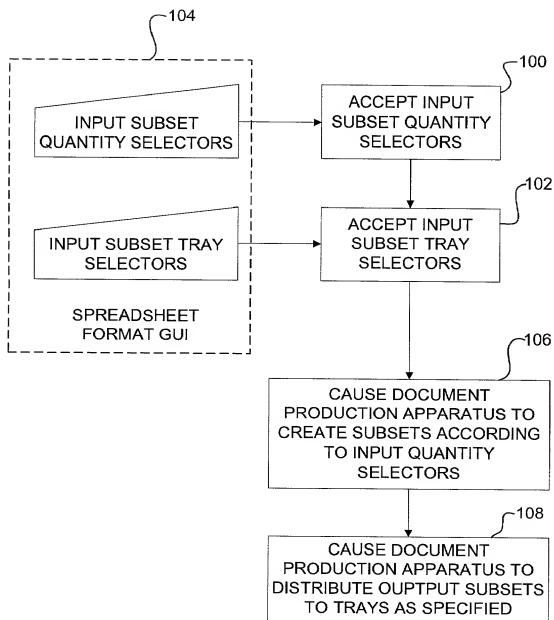 104
INPUT SUBSET
QUANTITY SELECTORS
INPUT SUBSET TRAY
SELECTORS
SPREADSHEET
FORMAT GUI
100
ACCEPT INPUT
SUBSET QUANTITY
SELECTORS
102
ACCEPT INPUT
SUBSET TRAY
SELECTORS
106
CAUSE DOCUMENT
PRODUCTION APPARATUS TO
CREATE SUBSETS ACCORDING
TO INPUT QUANTITY
SELECTORS
108
CAUSE DOCUMENT
PRODUCTION APPARATUS TO
DISTRIBUTE OUPTPUT SUBSETS
TO TRAYS AS SPECIFIED